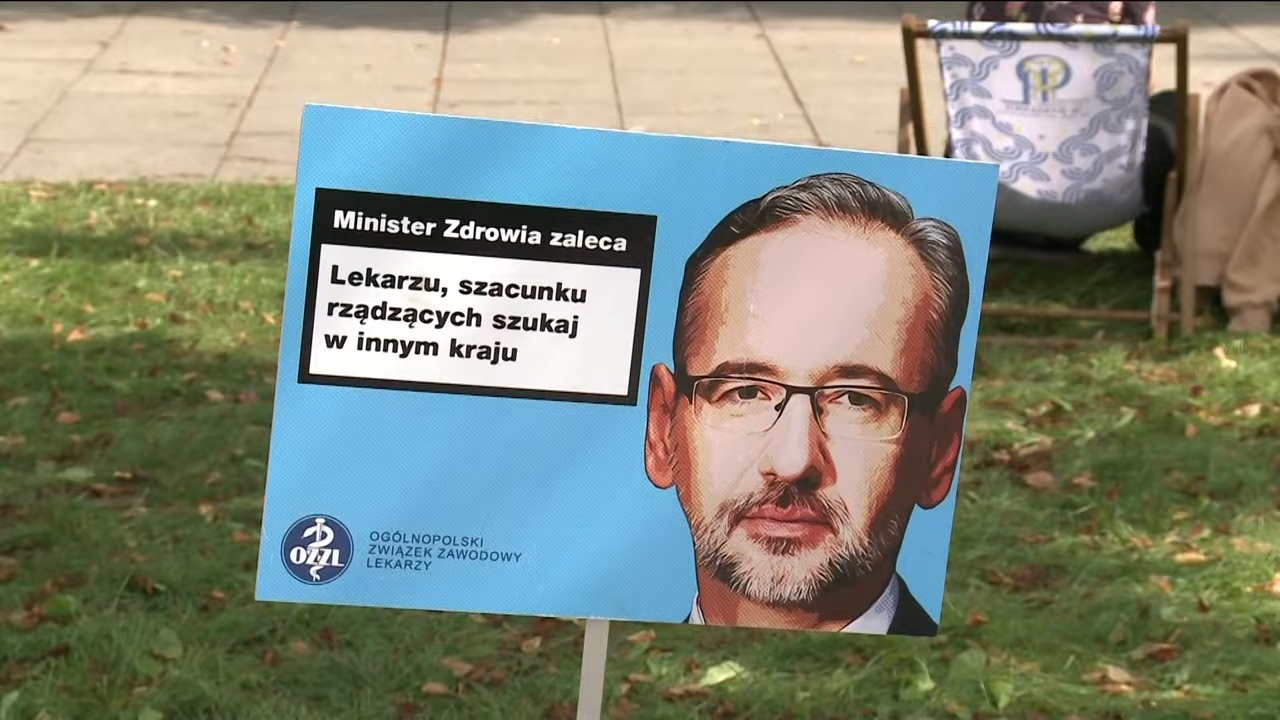 Minister Zdrowia zaleca
Lekarzu, szacunku
rządzących szukaj
w innym kraju
OZZL
OGÓLNOPOLSKI
ZWIĄZEK ZAWODOWY
LEKARZY